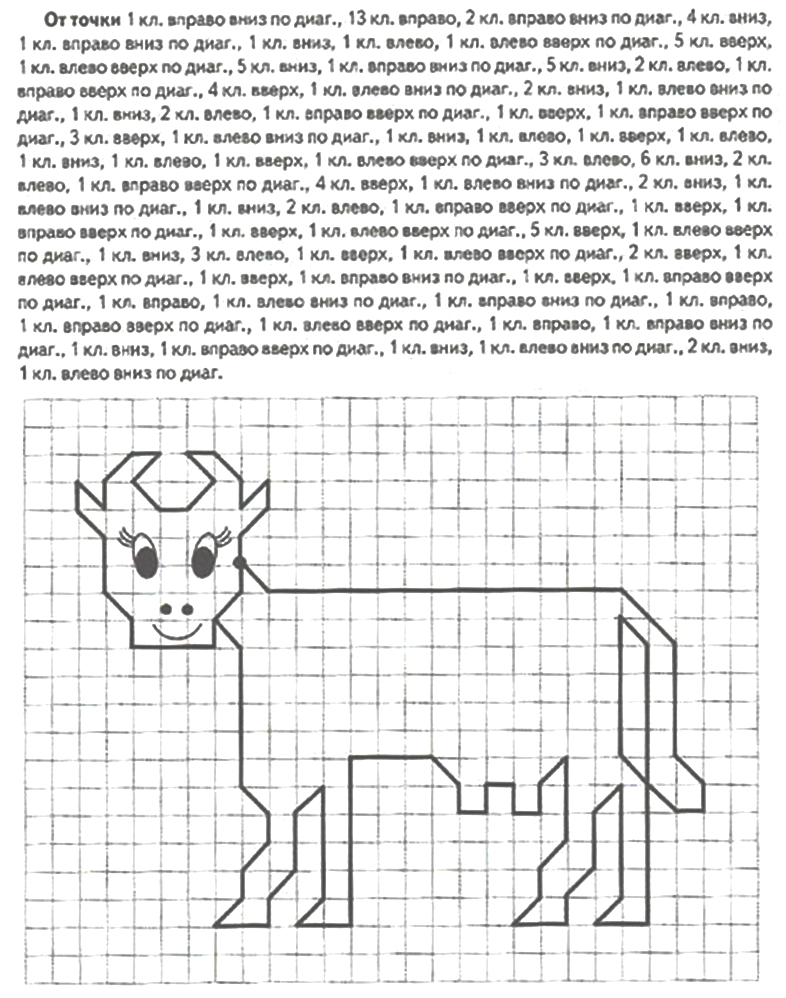 От точки 1 кл. вправо вниз по диаг., 13 кл. вправо, 2 кл. вправо вниз по диаг., 4 кл. вниз,
1 кл. вправо вниз по диаг., 1 кл. вниз, 1 кл. влево, 1 кл. влево вверх по диаг., 5 кл. вверх,
1 кл. влево вверх по диаг., 5 кл. вниз, 1 кл. вправо вниз по диаг., 5 кл. вниз, 2 кл. влево, 1 кл.
вправо вверх по диаг., 4 кл. вверх, 1 кл. влево вниз по диаг., 2 кл. вниз, 1 кл. влево вниз по
диаг., 1 кл. вниз, 2 кл. влево, 1 кл. вправо вверх по диаг., 1 кл. вверх, 1 кл. вправо вверх по
диаг., 3 кл. вверх, 1 кл. влево вниз по диаг., 1 кл. вниз, 1 кл. влево, 1 кл. вверх, 1 кл. влево,
1 кл. вниз, 1 кл. влево, 1 кл. вверх, 1 кл. влево вверх по диаг., 3 кл. влево, 6 кл. вниз, 2 кл.
влево, 1 кл. вправо вверх по диаг., 4 кл. вверх, 1 кл. влево вниз по диаг., 2 кл. вниз, 1 кл.
влево вниз по диаг., 1 кл. вниз, 2 кл. влево, 1 кл. вправо вверх по диаг., 1 кл. вверх, 1 кл.
вправо вверх по диаг., 1 кл. вверх, 1 кл. влево вверх по диаг., 5 кл. вверх, 1 кл. влево вверх
по диаг., 1 кл. вниз, 3 кл. влево, 1 кл. вверх, 1 кл. влево вверх по диаг., 2 кл. вверх, 1 кл.
влево вверх по диаг., 1 кл. вверх, 1 кл. вправо вниз по диаг., 1 кл. вверх, 1 кл. вправо вверх
по диаг., 1 кл. вправо, 1 кл. влево вниз по диаг., 1 кл. вправо вниз по диаг., 1 кл. вправо,
1 кл. вправо вверх по диаг., 1 кл. влево вверх по диаг., 1 кл. вправо, 1 кл. вправо вниз по
диаг., 1 кл. вниз, 1 кл. вправо вверх по диаг., 1 кл. вниз, 1 кл. влево вниз по диаг., 2 кл. вниз,
1 кл. влево вниз по диаг.